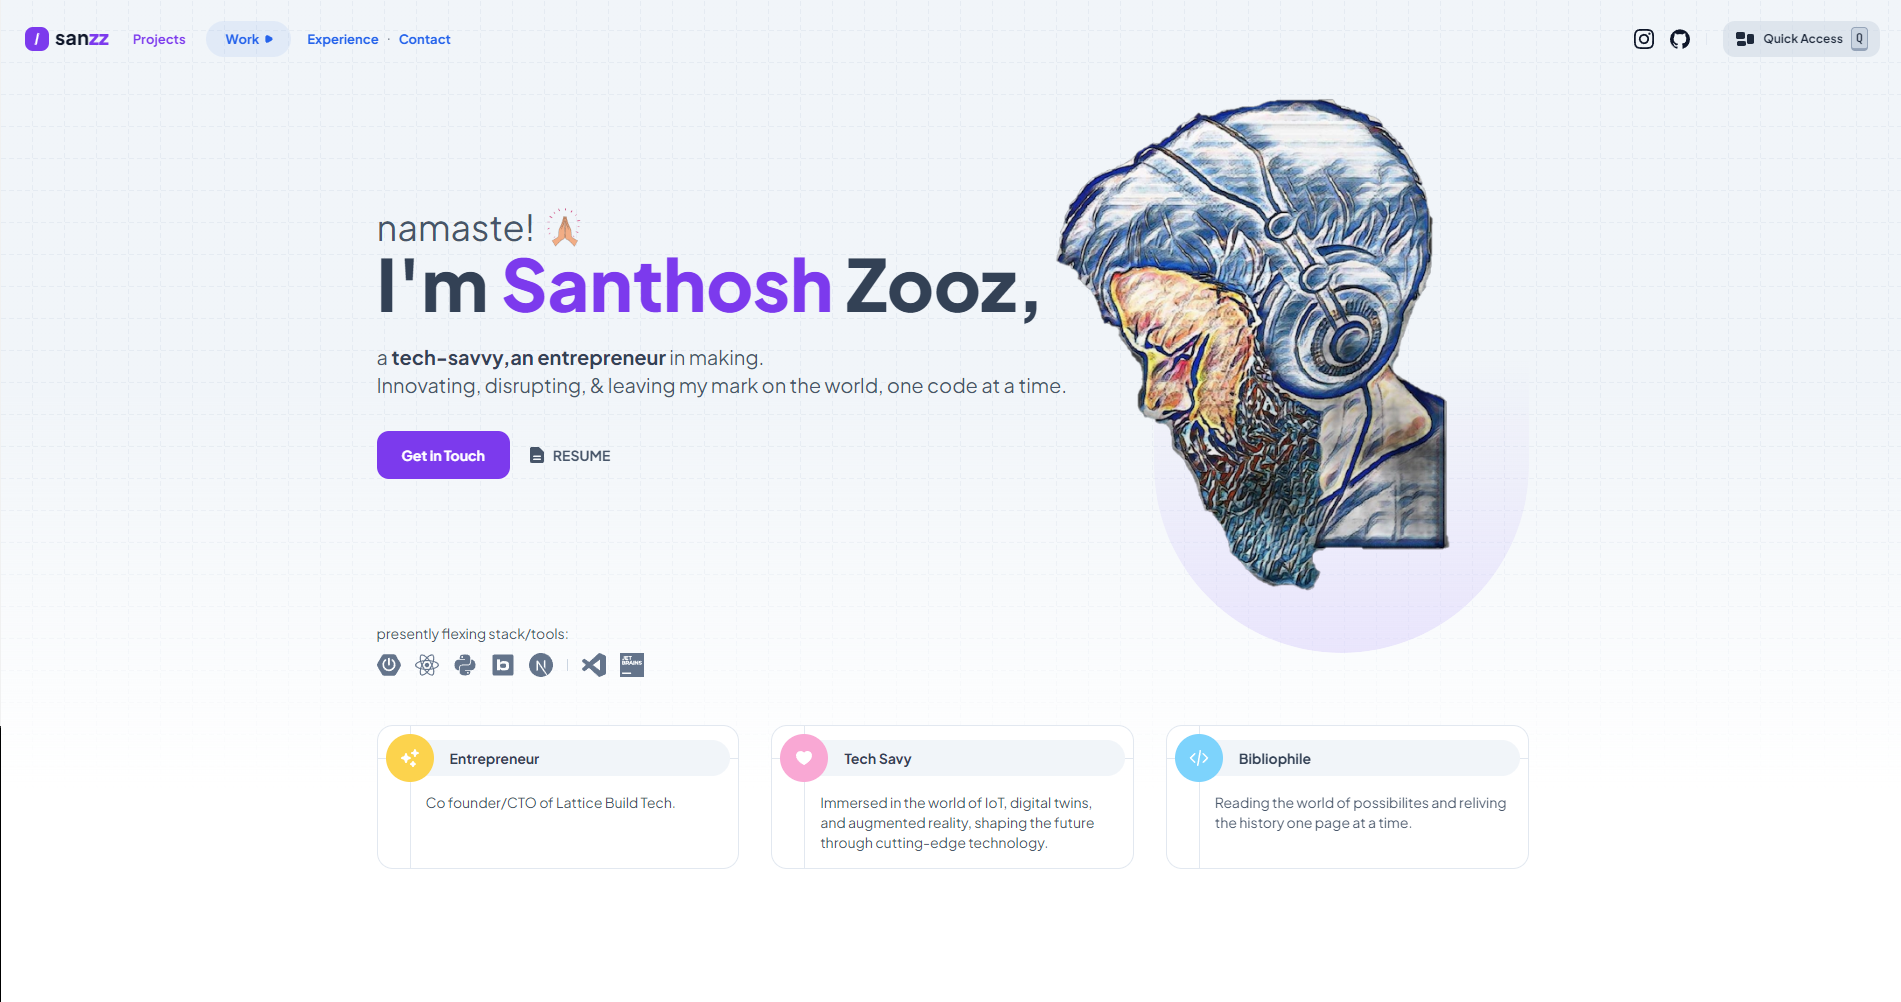 / sanzz Projects Work Experience · Contact Quick Access Q
namaste!
I'm Santhosh Zooz,
a tech-savvy,an entrepreneur in making.
Innovating, disrupting, & leaving my mark on the world, one code at a time.
Get in Touch RESUME
presently flexing stack/tools:
JET
BRAINS
Entrepreneur
Co founder/CTO of Lattice Build Tech.
Tech Savy
Immersed in the world of IoT, digital twins,
and augmented reality, shaping the future
through cutting-edge technology.
Bibliophile
Reading the world of possibilites and reliving
the history one page at a time.